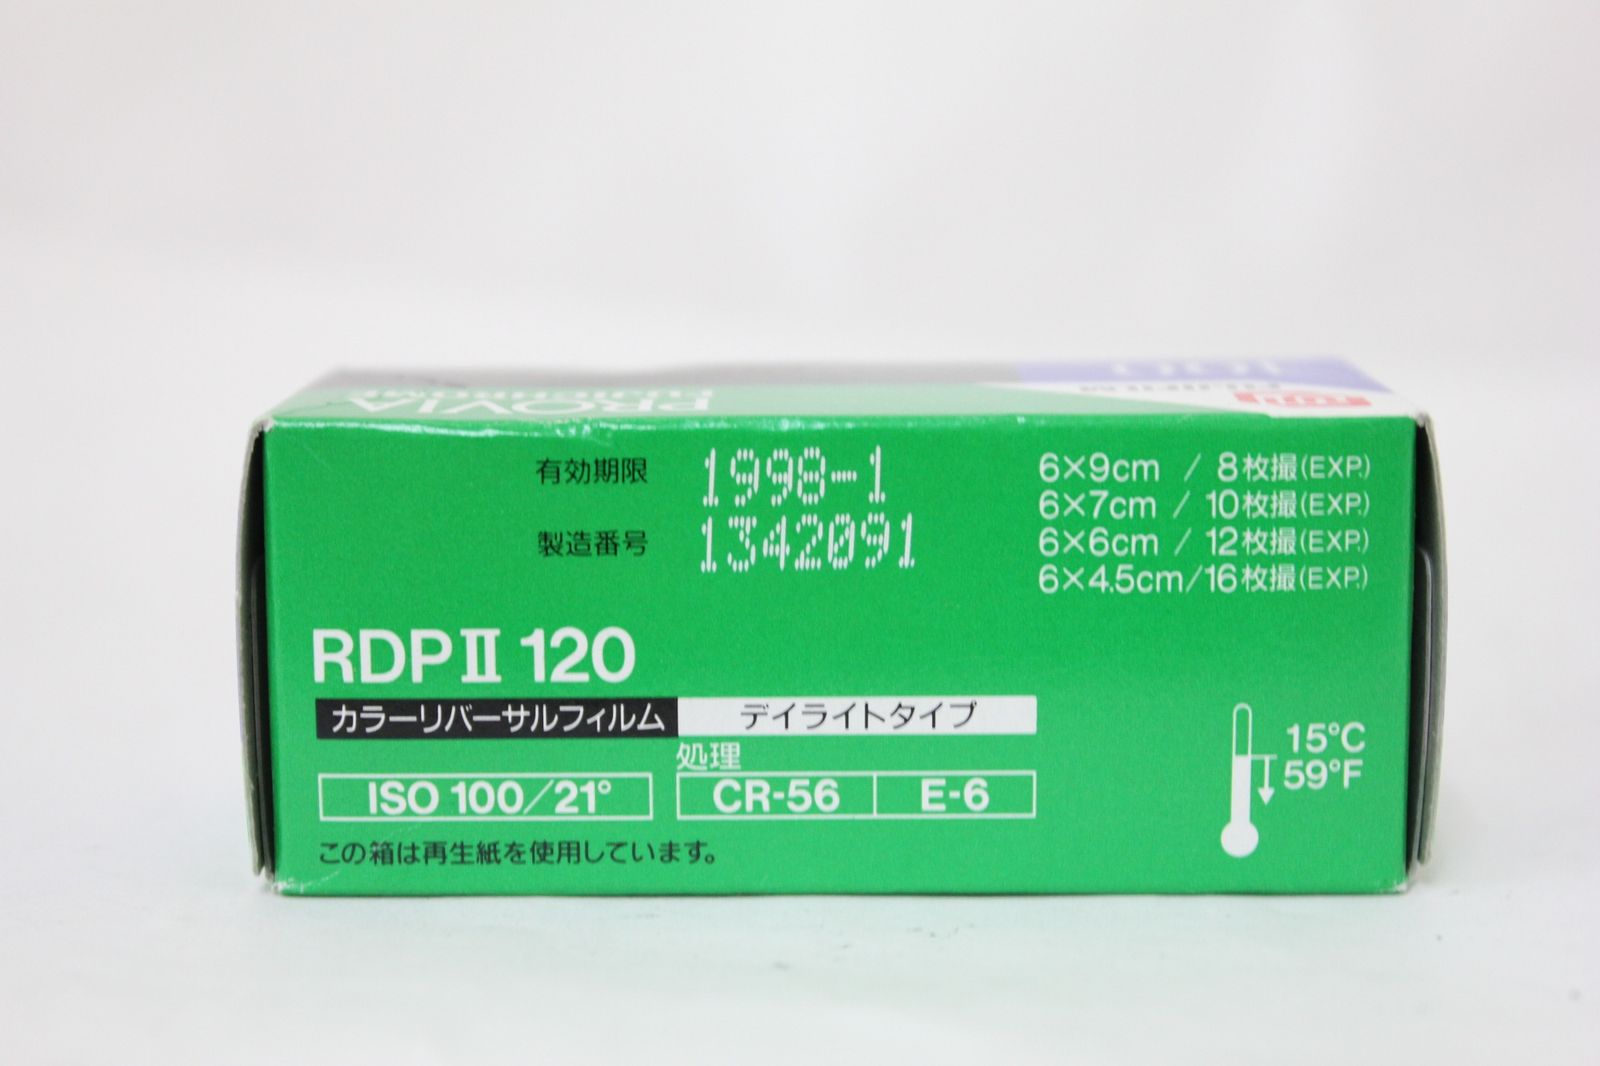 100
FUJI
PROVIA
FUJICHROME
有効期限 1998-1
製造番号 1342091
6×9cm / 8枚撮(EXP.)
6×7cm / 10枚撮(EXP.)
6×6cm / 12枚撮(EXP.)
6×4.5cm/16枚撮(EXP.)
RDPⅡ 120
カラーリバーサルフィルム デイライトタイプ
処理
ISO 100/21° CR-56 E-6
15°C
59°F
この箱は再生紙を使用しています。